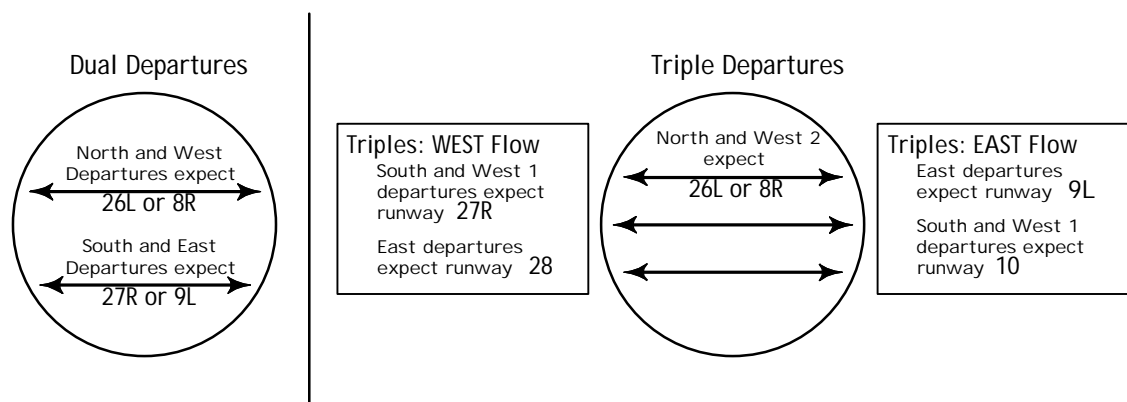 Dual Departures
North and West
Departures expect
26L or 8R
South and East
Departures expect
27R or 9L
Triple Departures
Triples: WEST Flow
South and West 1
departures expect
runway 27R
East departures
expect runway 28
North and West 2
expect
26L or 8R
Triples: EAST Flow
East departures
expect runway 9L
South and West 1
departures expect
runway 10